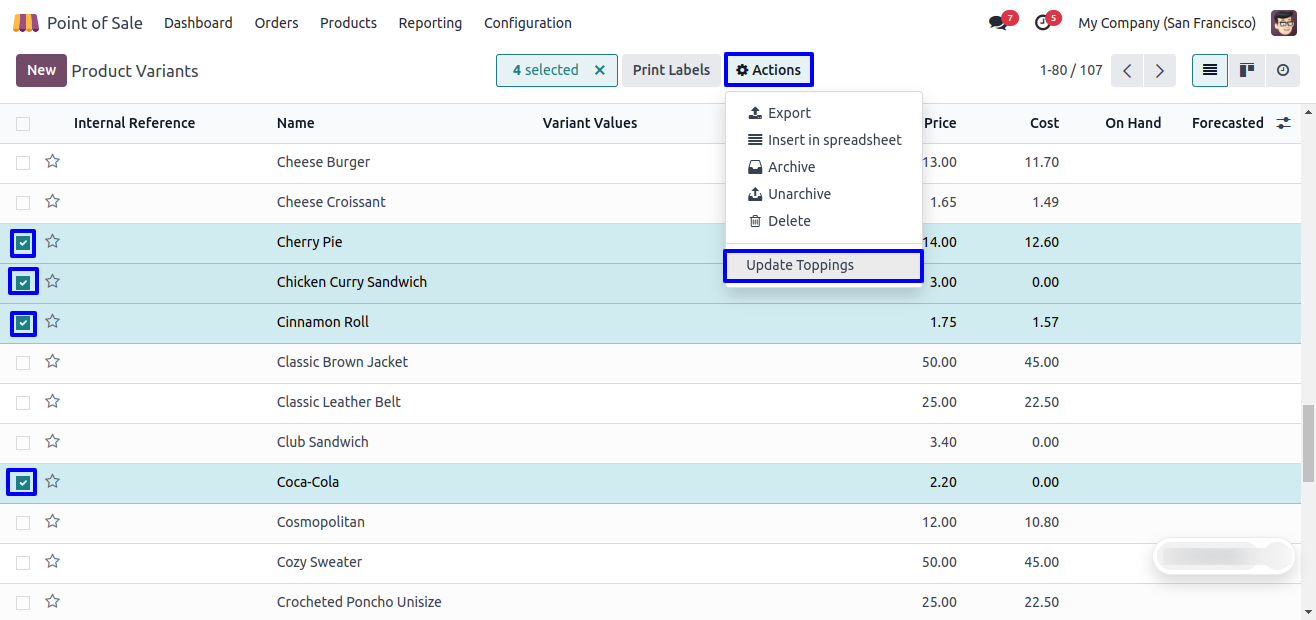 Point of Sale Dashboard Orders Products Reporting Configuration 7 5 My Company (San Francisco)
New Product Variants 4 selected Print Labels Actions 1-80 / 107
Internal Reference Name Variant Values Price Cost On Hand Forecasted
Export
Insert in spreadsheet
Archive
Unarchive
Delete
Update Toppings
Cheese Burger 13.00 11.70
Cheese Croissant 1.65 1.49
Cherry Pie 14.00 12.60
Chicken Curry Sandwich 3.00 0.00
Cinnamon Roll 1.75 1.57
Classic Brown Jacket 50.00 45.00
Classic Leather Belt 25.00 22.50
Club Sandwich 3.40 0.00
Coca-Cola 2.20 0.00
Cosmopolitan 12.00 10.80
Cozy Sweater 50.00 45.00
Crocheted Poncho Unisize 25.00 22.50